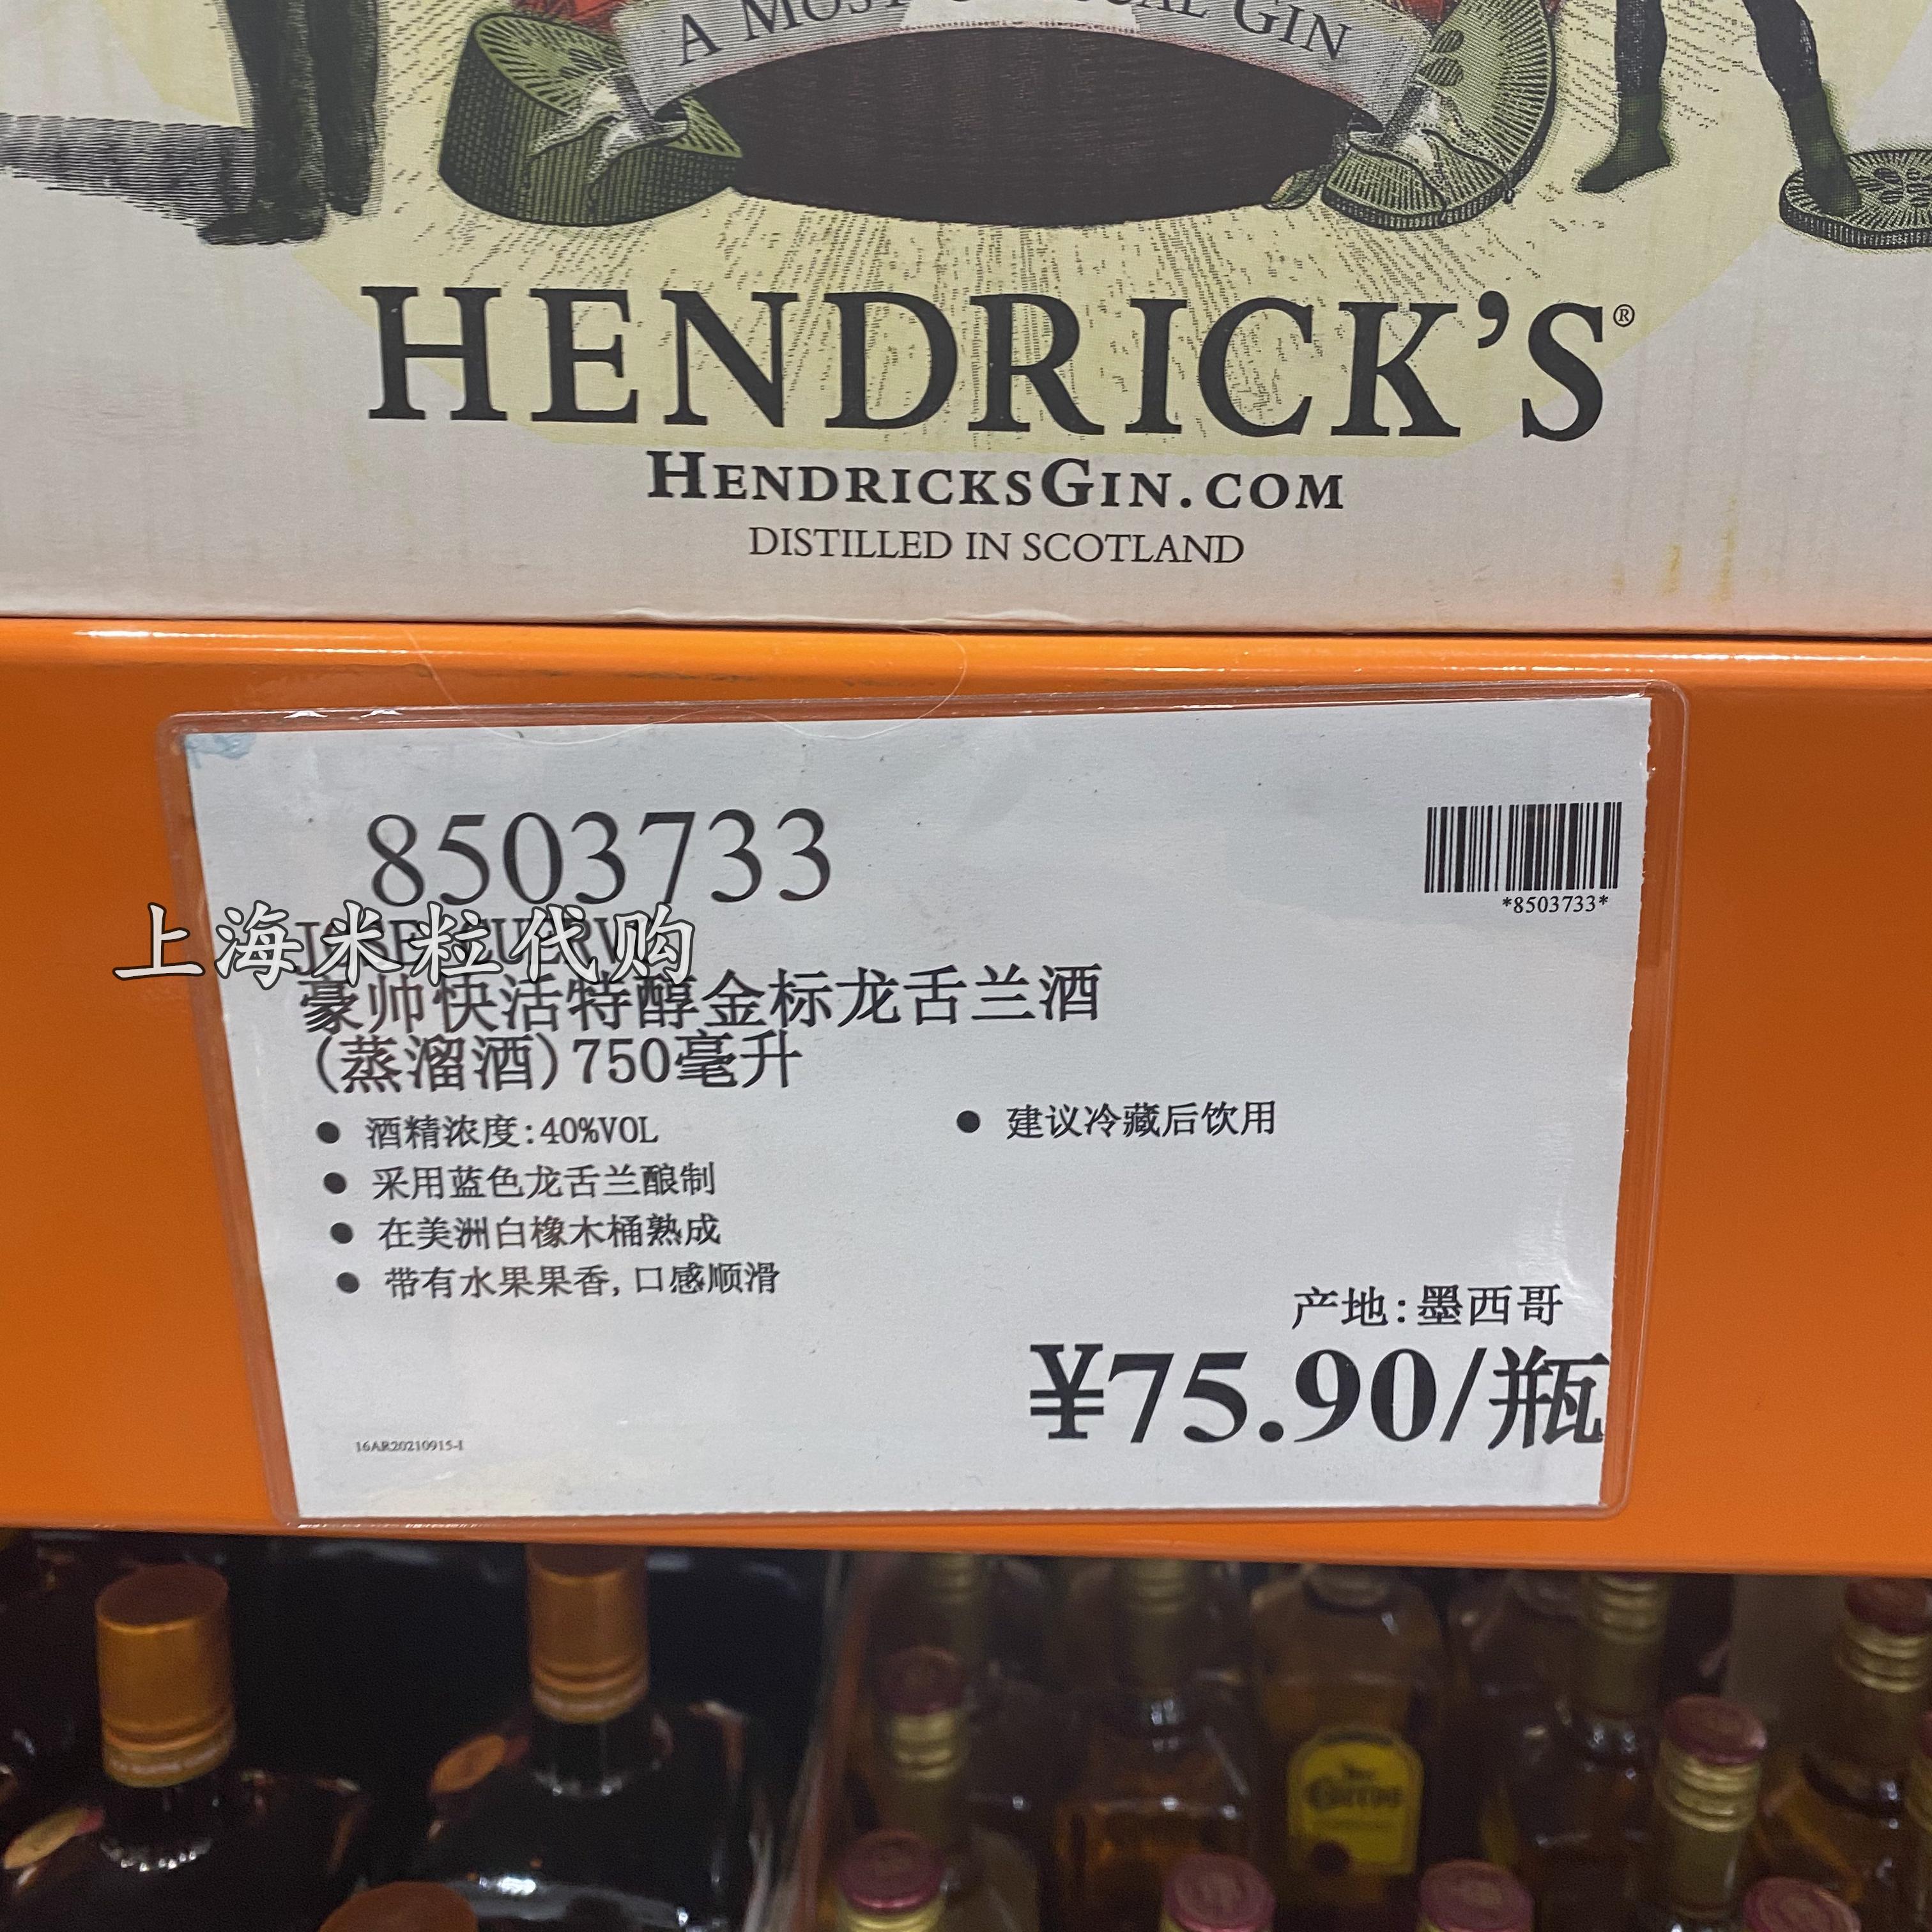 A MOST UNUSUAL GIN
HENDRICK'S®
HENDRICKSGIN.COM
DISTILLED IN SCOTLAND
8503733
*8503733*
上海米粒代购
JOSE CUERVO
豪帅快活特醇金标龙舌兰酒
(蒸溜酒)750毫升
● 酒精浓度:40%VOL
● 建议冷藏后饮用
● 采用蓝色龙舌兰酿制
● 在美洲白橡木桶熟成
● 带有水果果香,口感顺滑
产地:墨西哥
¥75.90/瓶
16AR20210915-1
Cuervo